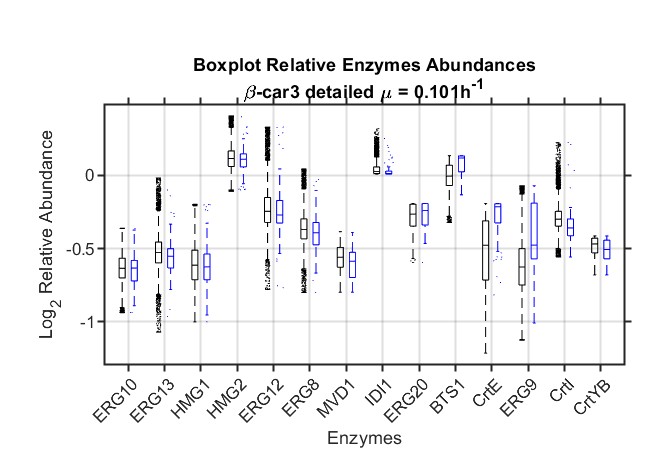 Boxplot Relative Enzymes Abundances
β-car3 detailed μ = 0.101h⁻¹
Log₂ Relative Abundance
0
-0.5
-1
ERG10
ERG13
HMG1
HMG2
ERG12
ERG8
MVD1
IDI1
ERG20
BTS1
CrtE
ERG9
CrtI
CrtYB
Enzymes